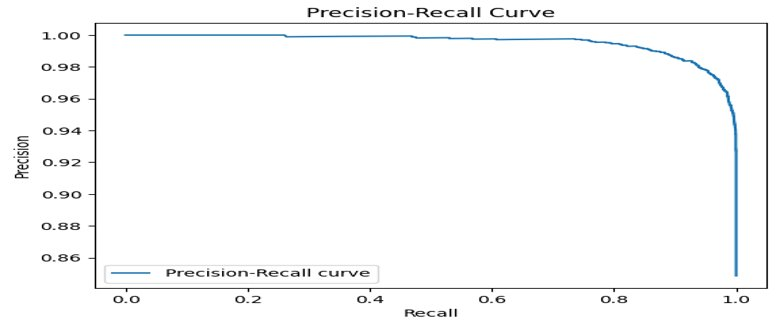 Precision-Recall Curve
1.00
0.98
0.96
0.94
0.92
0.90
0.88
0.86
Precision
Precision-Recall curve
0.0 0.2 0.4 0.6 0.8 1.0
Recall